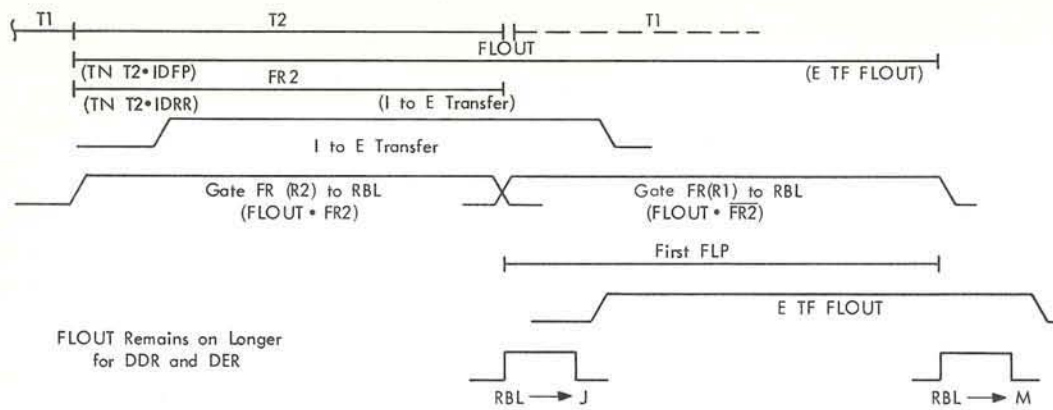 T1 T2 T1
FLOUT
(TN T2•IDFP) (E TF FLOUT)
FR2
(TN T2•IDRR) (I to E Transfer)
I to E Transfer
Gate FR (R2) to RBL Gate FR(R1) to RBL
(FLOUT • FR2) (FLOUT • F̅R̅2̅)
First FLP
E TF FLOUT
FLOUT Remains on Longer
for DDR and DER
RBL → J RBL → M